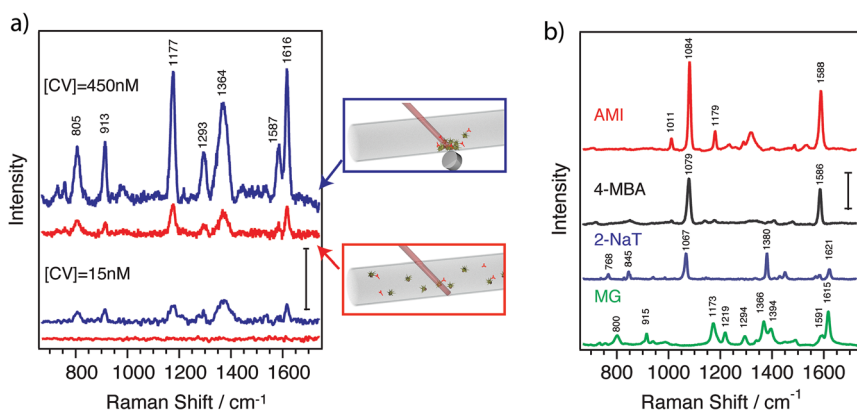 a)
Intensity
[CV]=450nM
805
913
1177
1293
1364
1587
1616
[CV]=15nM
800 1000 1200 1400 1600
Raman Shift / cm-1
b)
Intensity
AMI
1011
1084
1179
1588
4-MBA
1079
1586
2-NaT
768
845
1067
1380
1621
MG
800
915
1173
1219
1294
1366
1394
1591
1615
800 1000 1200 1400 1600
Raman Shift / cm-1